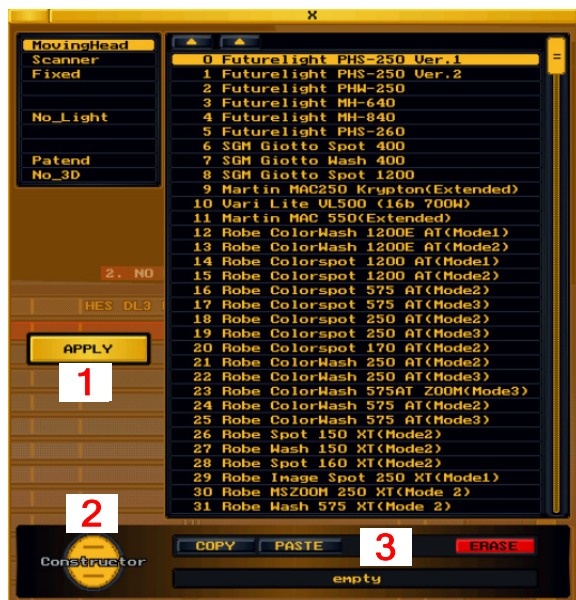 X
MovingHead
Scanner
Fixed
No_Light
Patend
No_3D
0 Futurelight PHS-250 Ver.1
1 Futurelight PHS-250 Ver.2
2 Futurelight PHW-250
3 Futurelight MH-640
4 Futurelight MH-840
5 Futurelight PHS-260
6 SGM Giotto Spot 400
7 SGM Giotto Wash 400
8 SGM Giotto Spot 1200
9 Martin MAC250 Krypton(Extended)
10 Vari Lite VL500 (16b 700W)
11 Martin MAC 550(Extended)
12 Robe ColorWash 1200E AT(Mode1)
13 Robe ColorWash 1200E AT(Mode2)
14 Robe Colorspot 1200 AT(Mode1)
15 Robe Colorspot 1200 AT(Mode2)
16 Robe Colorspot 575 AT(Mode2)
17 Robe Colorspot 575 AT(Mode3)
18 Robe Colorspot 250 AT(Mode2)
19 Robe Colorspot 250 AT(Mode3)
20 Robe Colorspot 170 AT(Mode2)
21 Robe ColorWash 250 AT(Mode2)
22 Robe ColorWash 250 AT(Mode3)
23 Robe ColorWash 575AT ZOOM(Mode3)
24 Robe ColorWash 575 AT(Mode2)
25 Robe ColorWash 575 AT(Mode3)
26 Robe Spot 150 XT(Mode2)
27 Robe Wash 150 XT(Mode2)
28 Robe Spot 160 XT(Mode2)
29 Robe Image Spot 250 XT(Mode1)
30 Robe MSZOOM 250 XT(Mode 2)
31 Robe Wash 575 XT(Mode 2)
2. NO
HES DL3
APPLY
1
2
Constructor
COPY PASTE 3 ERASE
empty